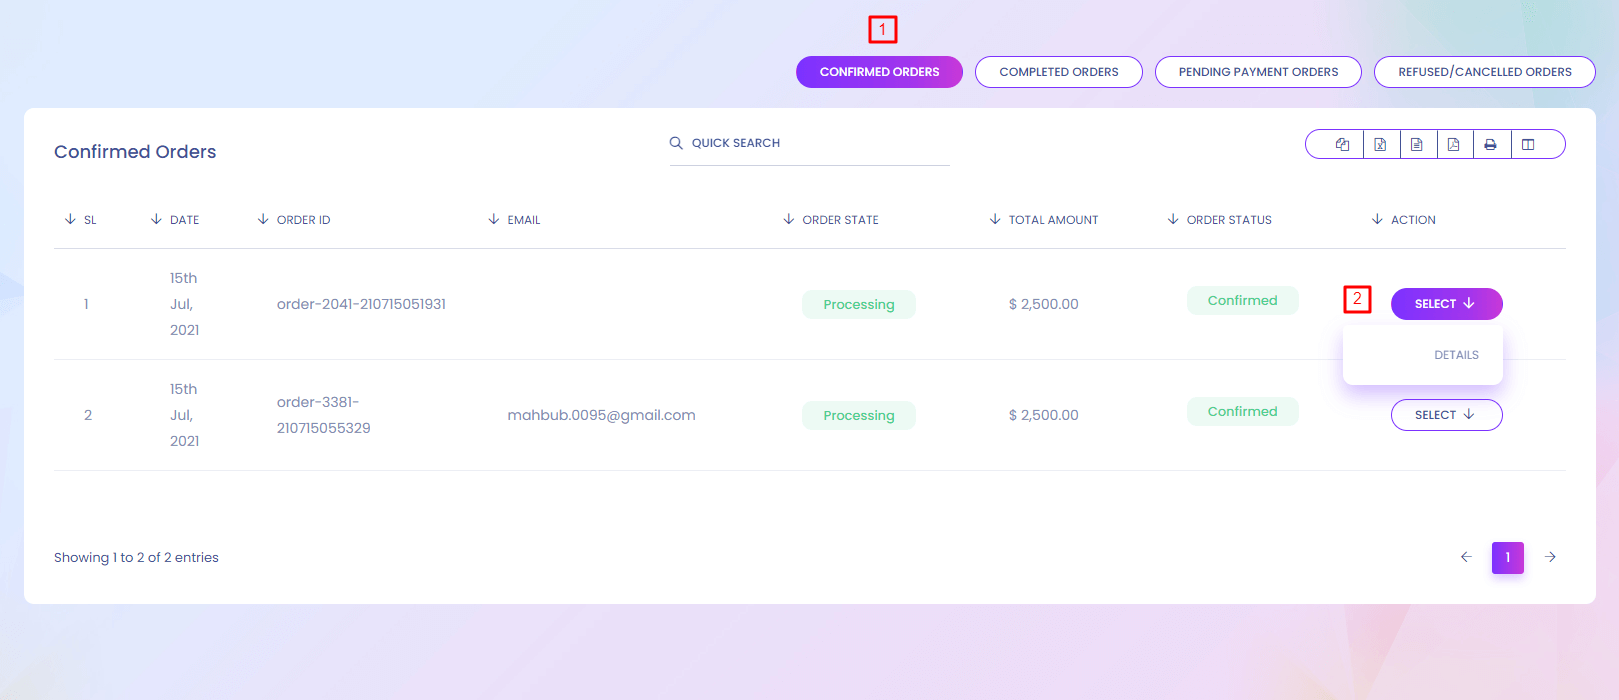 1
CONFIRMED ORDERS COMPLETED ORDERS PENDING PAYMENT ORDERS REFUSED/CANCELLED ORDERS
Confirmed Orders QUICK SEARCH
SL DATE ORDER ID EMAIL ORDER STATE TOTAL AMOUNT ORDER STATUS ACTION
1 15th Jul, 2021 order-2041-210715051931 Processing $ 2,500.00 Confirmed 2 SELECT
DETAILS
2 15th Jul, 2021 order-3381-210715055329 mahbub.0095@gmail.com Processing $ 2,500.00 Confirmed SELECT
Showing 1 to 2 of 2 entries 1